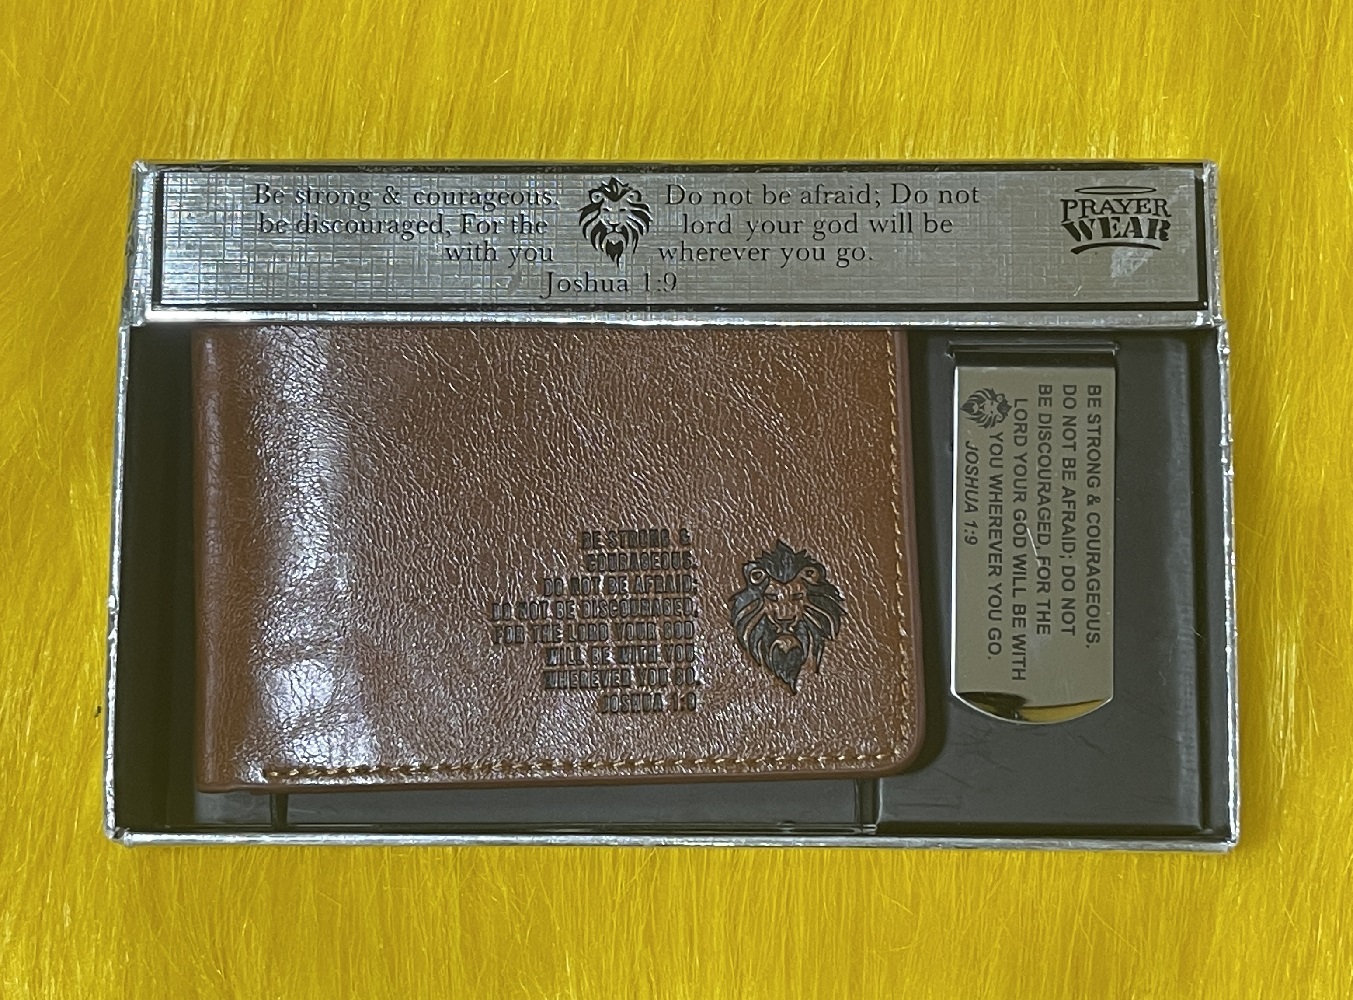 Be strong & courageous. Do not be afraid; Do not
be discouraged, For the lord your god will be
with you wherever you go.
Joshua 1:9
PRAYER
WEAR
BE STRONG &
COURAGEOUS.
DO NOT BE AFRAID;
DO NOT BE DISCOURAGED,
FOR THE LORD YOUR GOD
WILL BE WITH YOU
WHEREVER YOU GO.
JOSHUA 1:9
BE STRONG & COURAGEOUS.
DO NOT BE AFRAID; DO NOT
BE DISCOURAGED, FOR THE
LORD YOUR GOD WILL BE WITH
YOU WHEREVER YOU GO.
JOSHUA 1:9